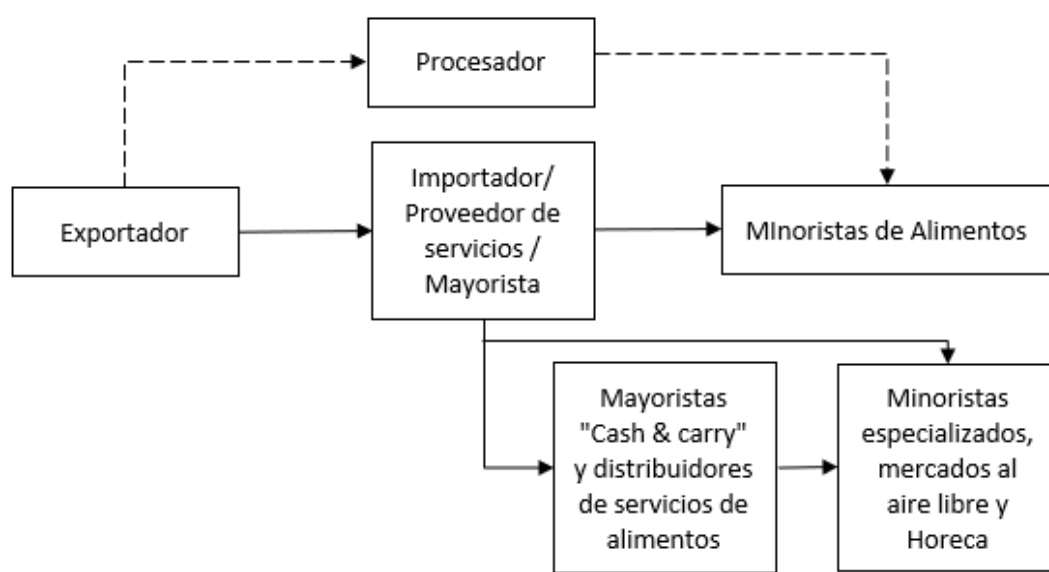 Procesador
Exportador
Importador/
Proveedor de
servicios /
Mayorista
MInoristas de Alimentos
Mayoristas
"Cash & carry"
y distribuidores
de servicios de
alimentos
Minoristas
especializados,
mercados al
aire libre y
Horeca